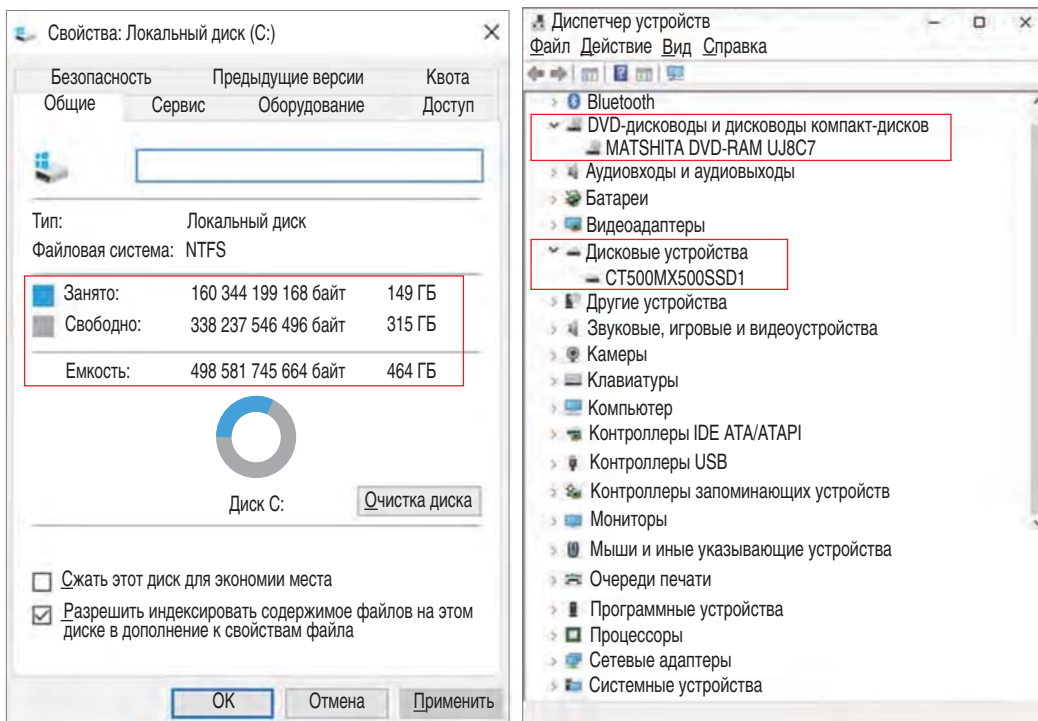 Свойства: Локальный диск (C:)
Безопасность Предыдущие версии Квота
Общие Сервис Оборудование Доступ
Тип: Локальный диск
Файловая система: NTFS
Занято: 160 344 199 168 байт 149 ГБ
Свободно: 338 237 546 496 байт 315 ГБ
Емкость: 498 581 745 664 байт 464 ГБ
Диск C: Очистка диска
Сжать этот диск для экономии места
Разрешить индексировать содержимое файлов на этом
диске в дополнение к свойствам файла
OK Отмена Применить
Диспетчер устройств
Файл Действие Вид Справка
Bluetooth
DVD-дисководы и дисководы компакт-дисков
MATSHITA DVD-RAM UJ8C7
Аудиовходы и аудиовыходы
Батареи
Видеоадаптеры
Дисковые устройства
CT500MX500SSD1
Другие устройства
Звуковые, игровые и видеоустройства
Камеры
Клавиатуры
Компьютер
Контроллеры IDE ATA/ATAPI
Контроллеры USB
Контроллеры запоминающих устройств
Мониторы
Мыши и иные указывающие устройства
Очереди печати
Программные устройства
Процессоры
Сетевые адаптеры
Системные устройства